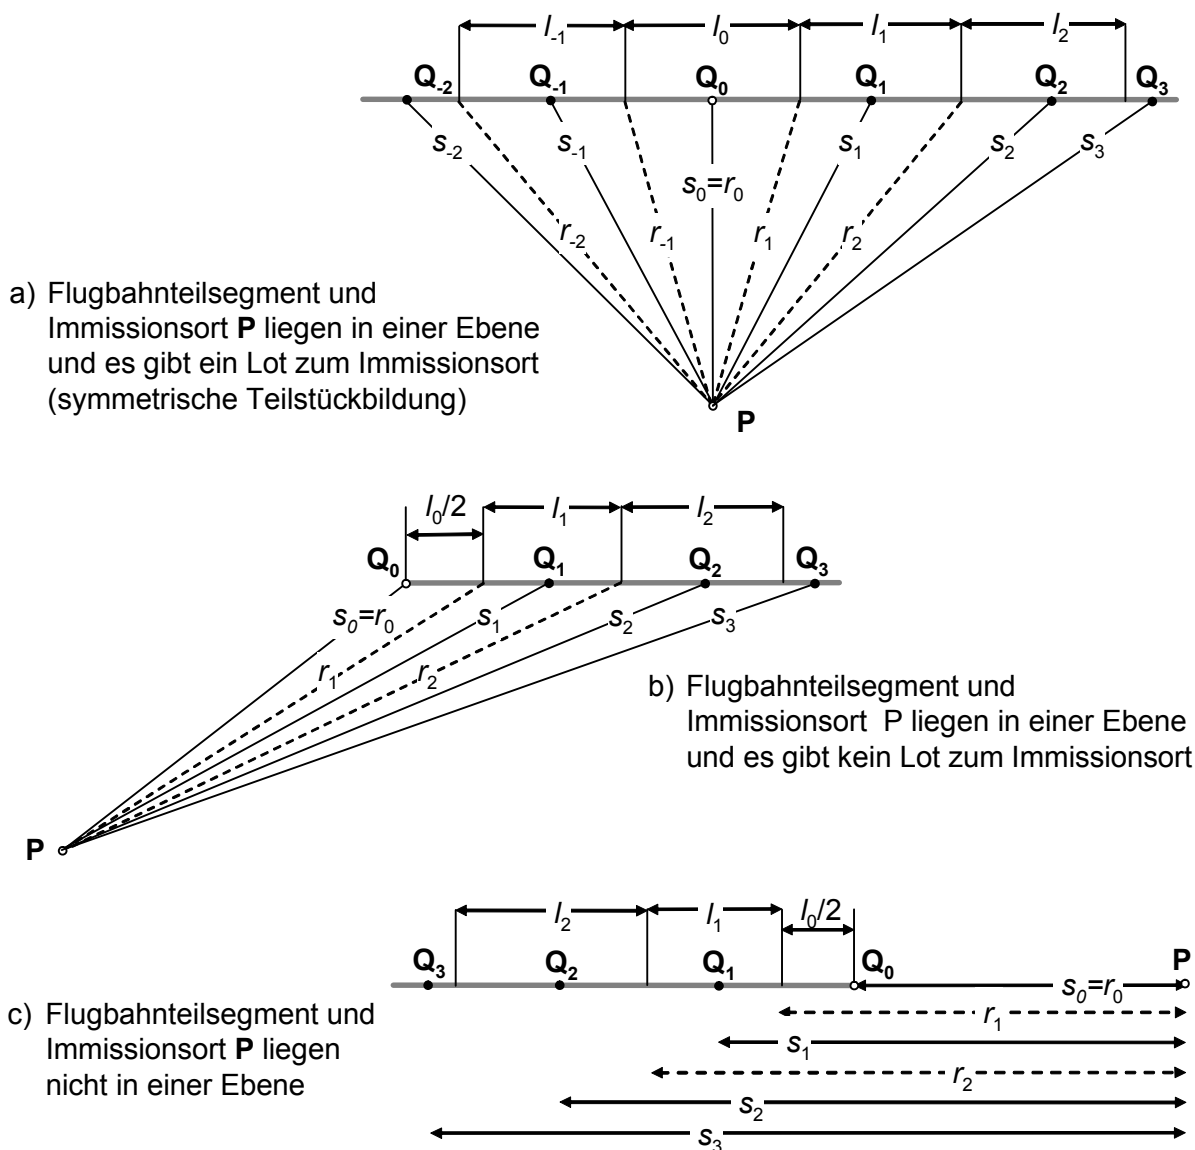 l-1 l0 l1 l2
Q-2 Q-1 Q0 Q1 Q2 Q3
s-2 s-1 s1 s2 s3
s0=r0
r-2 r-1 r1 r2
a) Flugbahnteilsegment und
Immissionsort P liegen in einer Ebene
und es gibt ein Lot zum Immissionsort
(symmetrische Teilstückbildung)
P
l0/2 l1 l2
Q0 Q1 Q2 Q3
s0=r0 s1 s2 s3
r1 r2
b) Flugbahnteilsegment und
Immissionsort P liegen in einer Ebene
und es gibt kein Lot zum Immissionsort
P
l2 l1 l0/2
Q3 Q2 Q1 Q0 P
s0=r0
c) Flugbahnteilsegment und
Immissionsort P liegen
nicht in einer Ebene
r1
s1
r2
s2
s3